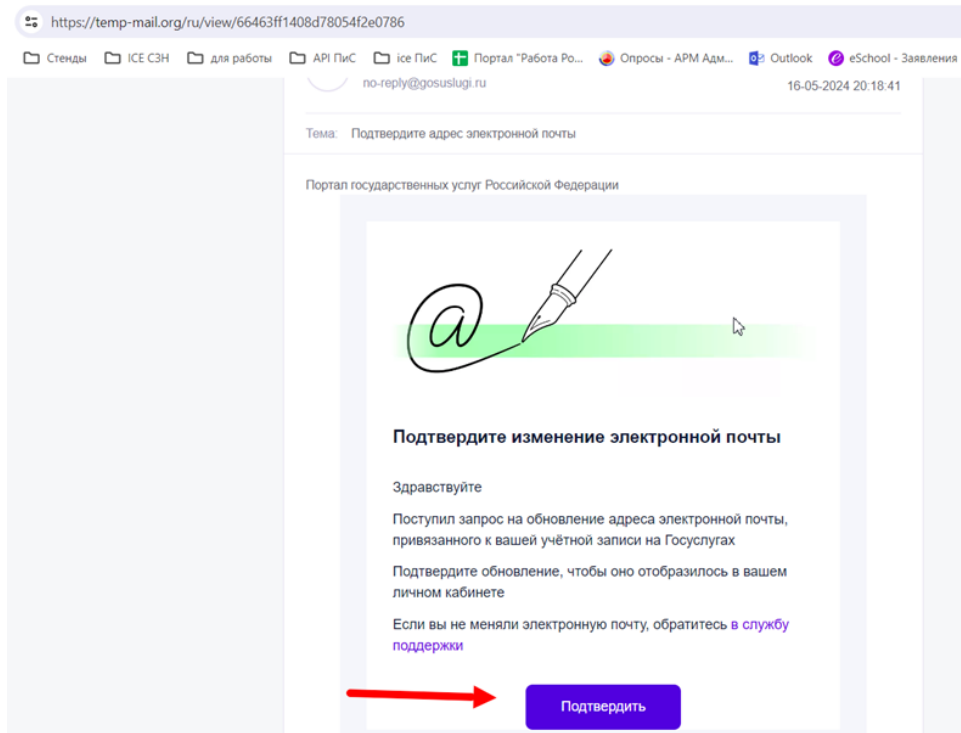 https://temp-mail.org/ru/view/66463ff1408d78054f2e0786
Стенды ICE СЗН для работы API ПиС ice ПиС Портал "Работа Ро... Опросы - АРМ Адм... Outlook eSchool - Заявления
no-reply@gosuslugi.ru 16-05-2024 20:18:41
Тема: Подтвердите адрес электронной почты
Портал государственных услуг Российской Федерации
@
Подтвердите изменение электронной почты
Здравствуйте
Поступил запрос на обновление адреса электронной почты,
привязанного к вашей учётной записи на Госуслугах
Подтвердите обновление, чтобы оно отобразилось в вашем
личном кабинете
Если вы не меняли электронную почту, обратитесь в службу
поддержки
Подтвердить